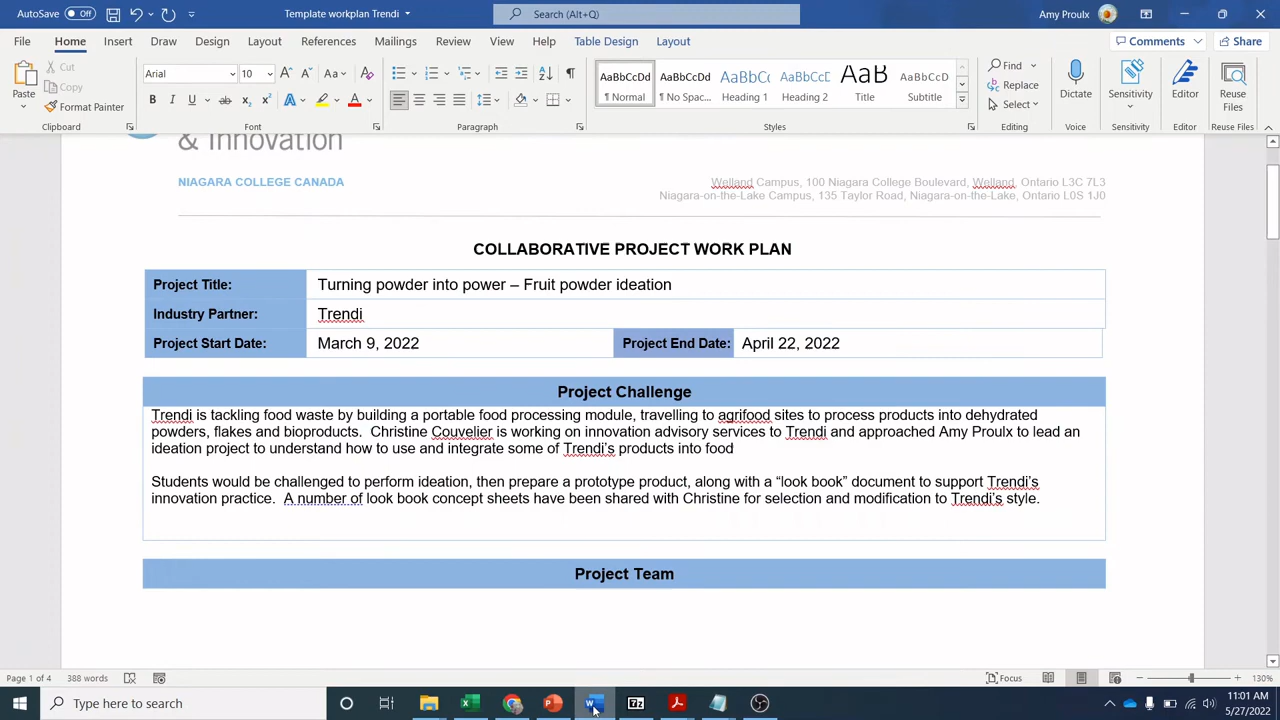 AutoSave Off Template workplan Trendi Search (Alt+Q) Amy Proulx
File Home Insert Draw Design Layout References Mailings Review View Help Table Design Layout Comments Share
Paste Cut Copy Format Painter Clipboard
Arial 10 Font
Paragraph
AaBbCcDd ¶ Normal AaBbCcDd ¶ No Spac... AaBbCc Heading 1 AaBbCcD Heading 2 AaB Title AaBbCcD Subtitle Styles
Find Replace Select Editing
Dictate Voice
Sensitivity Sensitivity
Editor Editor
Reuse Files Reuse Files
& Innovation
NIAGARA COLLEGE CANADA
Welland Campus, 100 Niagara College Boulevard, Welland, Ontario L3C 7L3
Niagara-on-the-Lake Campus, 135 Taylor Road, Niagara-on-the-Lake, Ontario L0S 1J0
COLLABORATIVE PROJECT WORK PLAN
Project Title: Turning powder into power – Fruit powder ideation
Industry Partner: Trendi
Project Start Date: March 9, 2022 Project End Date: April 22, 2022
Project Challenge
Trendi is tackling food waste by building a portable food processing module, travelling to agrifood sites to process products into dehydrated
powders, flakes and bioproducts. Christine Couvelier is working on innovation advisory services to Trendi and approached Amy Proulx to lead an
ideation project to understand how to use and integrate some of Trendi's products into food
Students would be challenged to perform ideation, then prepare a prototype product, along with a “look book” document to support Trendi's
innovation practice. A number of look book concept sheets have been shared with Christine for selection and modification to Trendi's style.
Project Team
Page 1 of 4 388 words Focus 130%
Type here to search
11:01 AM
5/27/2022